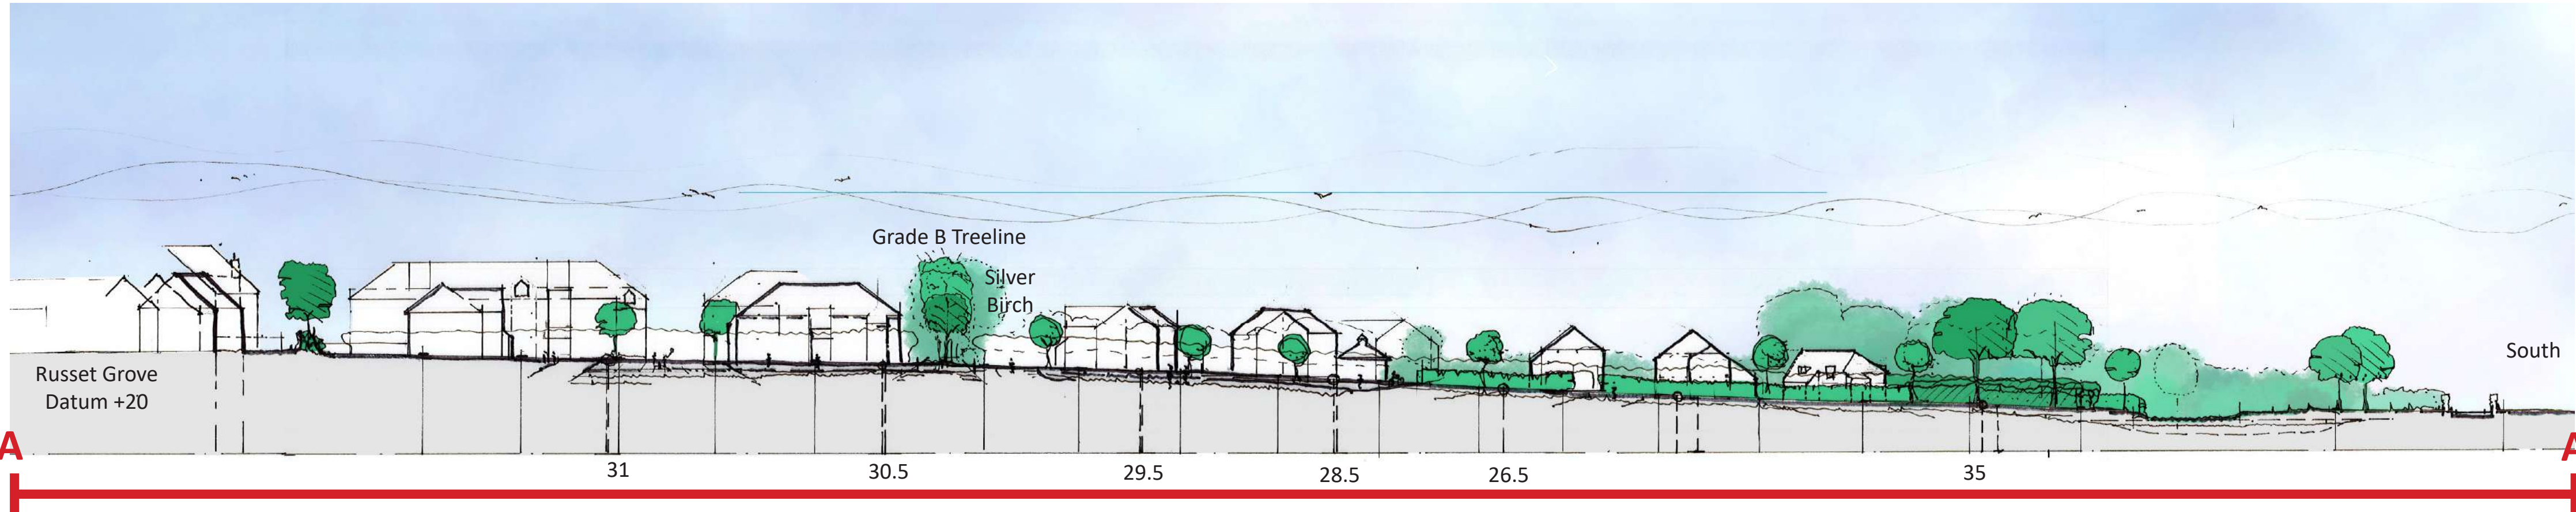 Grade B Treeline
Silver
Birch
Russet Grove
Datum +20
South
A
A
31
30.5
29.5
28.5
26.5
35